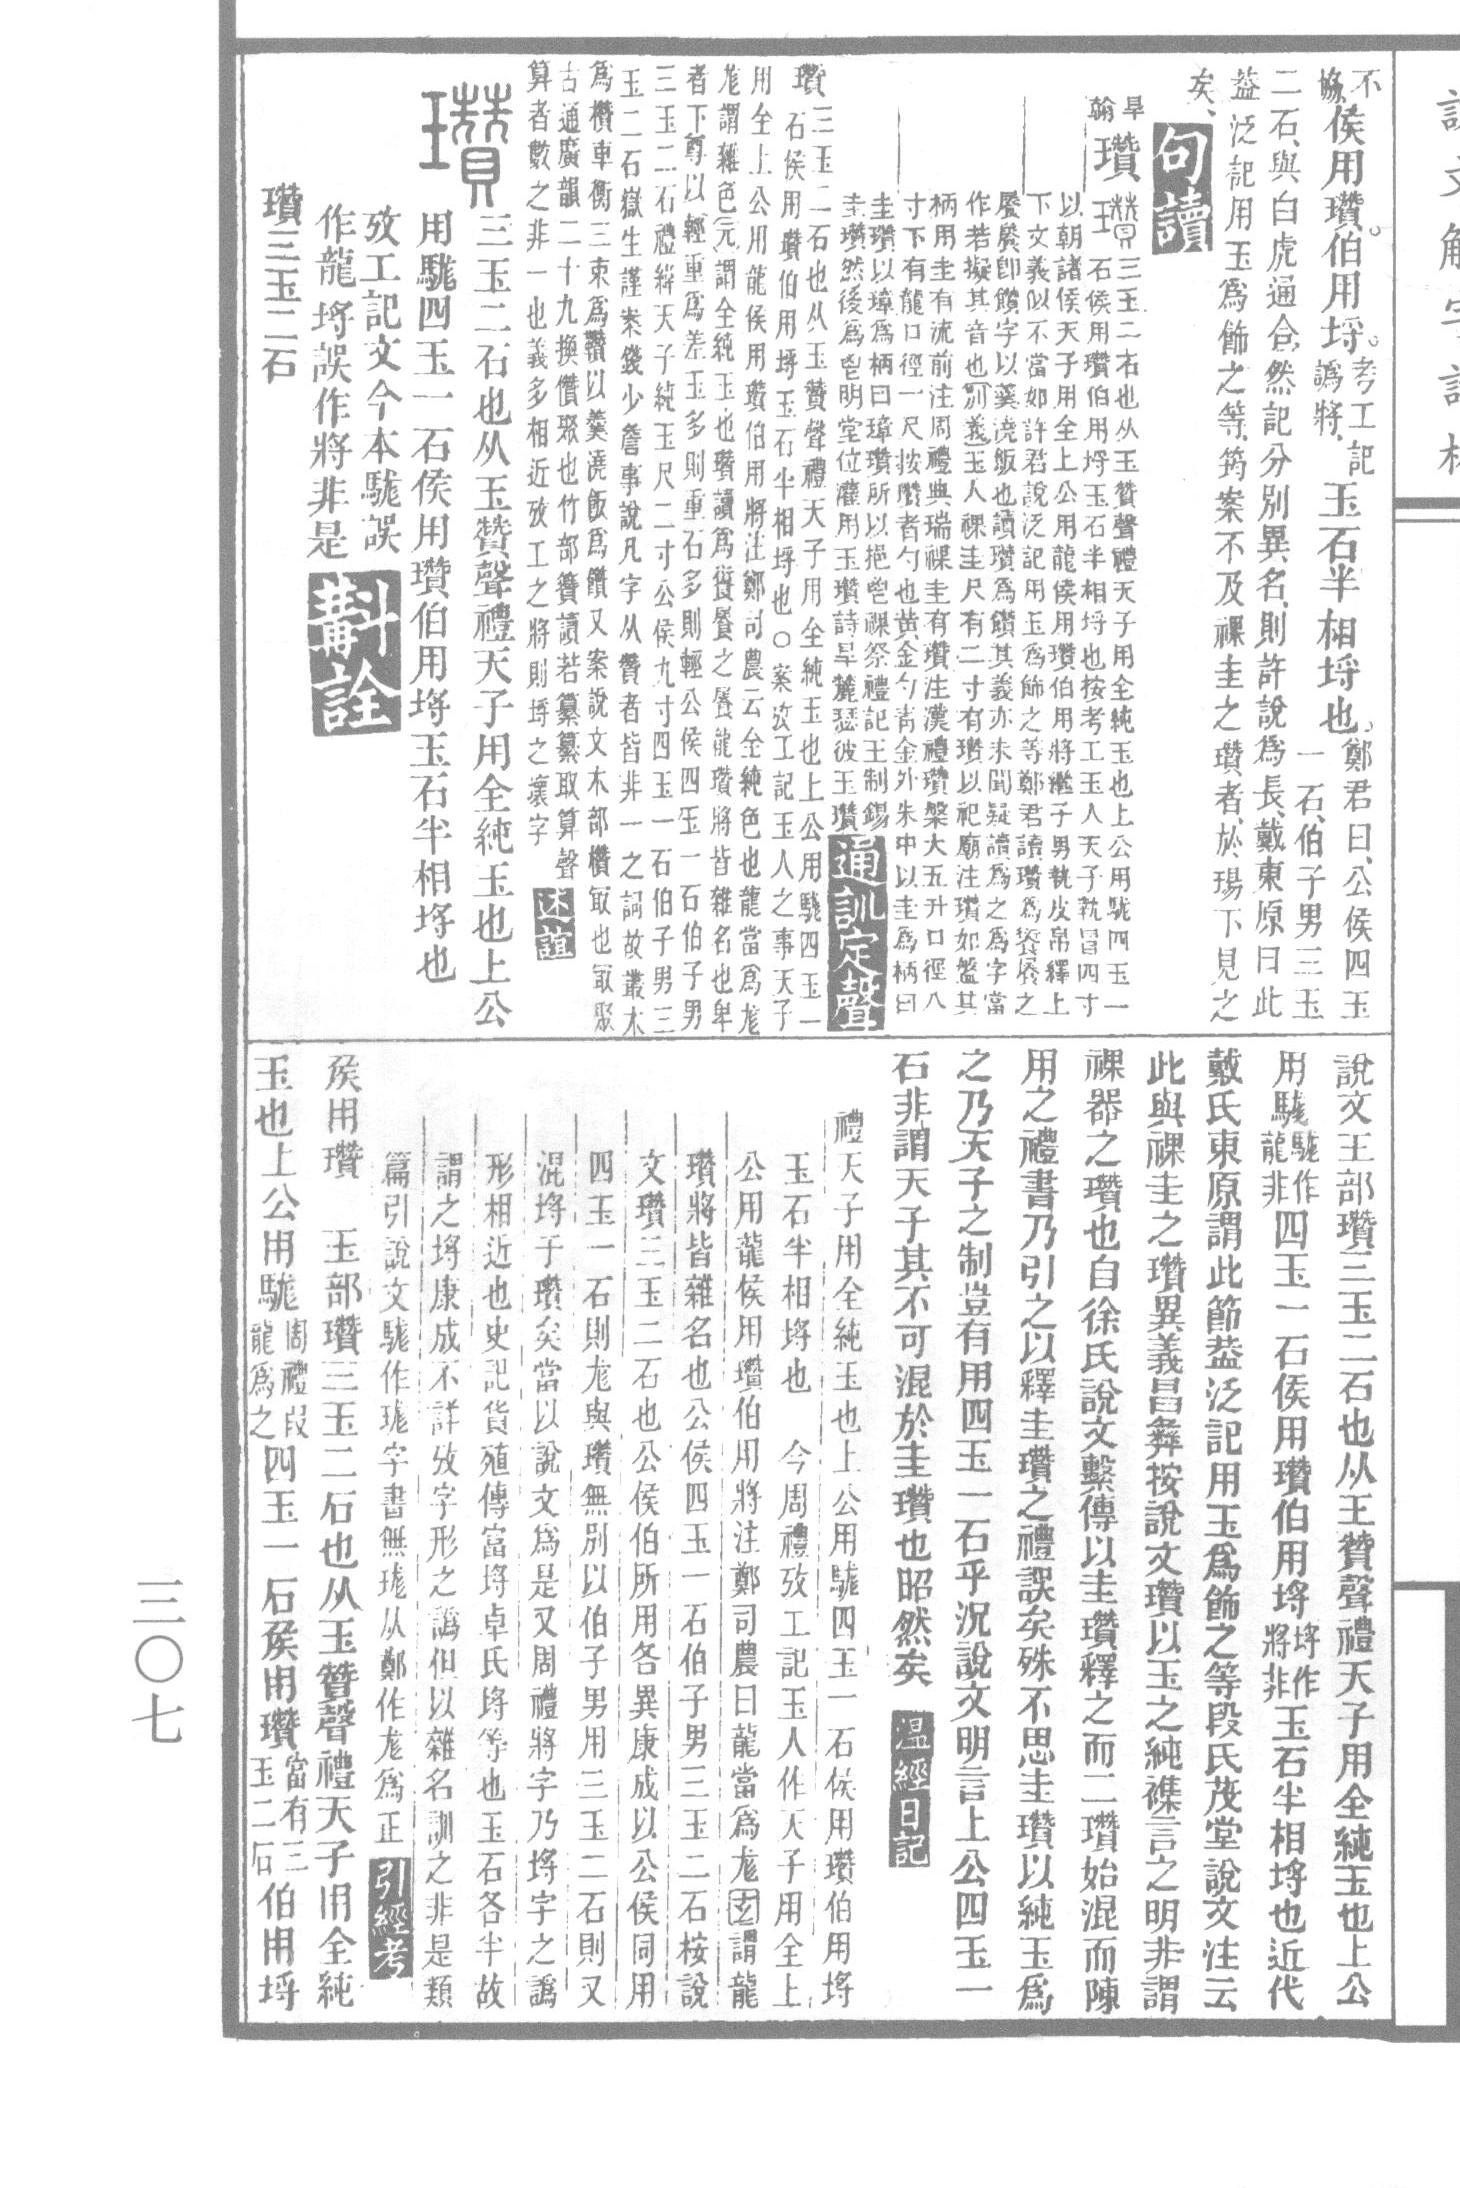 不
協
侯用瓚。伯用埒。考工記譌將、玉石半相埒也。鄭君曰、公侯四玉一石、伯子男三玉
二石、與白虎通合、然記分別異名、則許說爲長、戴東原曰此
葢泛記用玉爲飾之等、筠案不及祼圭之瓚者、於瑒下見之
矣、
句讀
旱
翰
瓚 三玉二石也从玉贊聲禮天子用全純玉也上公用駹四玉一
石侯用瓚伯用埒玉石半相埒也按考工玉人天子執冒四寸
以朝諸侯天子用全上公用龍侯用瓚伯用將繼子男執皮帛繹上
下文義似不當如許君說泛記用玉爲飾之等鄭君讀瓚爲餐屢之
屢屢卽饡字以羹澆飯也讀瓚爲饡其義亦未聞疑讀爲之爲字當
作若擬其音也別義玉人祼圭尺有二寸有瓚以祀廟注瓚如盤其
柄用圭有流前注周禮典瑞祼圭有瓚注漢禮瓚槃大五升口徑八
寸下有龍口徑一尺按瓚者勺也黃金勺靑金外朱中以圭爲柄曰
圭瓚以璋爲柄曰璋瓚所以挹鬯祼祭禮記王制錫
圭瓚然後爲鬯明堂位灌用玉瓚詩旱麓瑟彼玉瓚
通訓定聲
瓚 三玉二石也从玉贊聲禮天子用全純玉也上公用駹四玉一
石侯用瓚伯用埒玉石半相埒也○案攷工記玉人之事天子
用全上公用龍侯用瓚伯用將注鄭司農云全純色也龍當爲尨
尨謂雜色元謂全純玉也瓚讀爲餐屢之屢龍瓚將皆雜名也卑
者下尊以輕重爲差玉多則重石多則輕公侯四玉一石伯子男
三玉二石禮緯天子純玉尺二寸公侯九寸四玉一石伯子男三
玉二石獄生謹案錢少詹事說凡字从贊者皆非一之詞故叢木
爲欑車衡三束爲䡽以羹澆飯爲饡又案說文木部欑冣也冣聚
古通廣韻二十九換儹聚也竹部籫讀若纂纂取算聲
算者數之非一也義多相近攷工之將則埒之壞字
述誼
瓚 三玉二石也从玉贊聲禮天子用全純玉也上公
用駹四玉一石侯用瓚伯用埒玉石半相埒也
攷工記文今本駹誤
作龍埒誤作將非是
斠詮
瓚三玉二石
說文玉部瓚三玉二石也从王贊聲禮天子用全純玉也上公
用駹駹作龍非四玉一石侯用瓚伯用埒埒作將非玉石半相埒也近代
戴氏東原謂此節葢泛記用玉爲飾之等段氏茂堂說文注云
此與祼圭之瓚異義昌彝按說文瓚以玉之純襍言之明非謂
祼器之瓚也自徐氏說文繫傳以圭瓚釋之而二瓚始混而陳
用之禮書乃引之以釋圭瓚之禮誤矣殊不思圭瓚以純玉爲
之乃天子之制豈有用四玉一石乎況說文明言上公四玉一
石非謂天子其不可混於圭瓚也昭然矣
溫經日記
禮天子用全純玉也上公用駹四玉一石侯用瓚伯用埒
玉石半相埒也 今周禮攷工記玉人作天子用全上
公用龍侯用瓚伯用將注鄭司農曰龍當爲尨玄謂龍
瓚將皆雜名也公侯四玉一石伯子男三玉二石桉說
文瓚三玉二石也公侯伯所用各異康成以公侯同用
四玉一石則尨與瓚無別以伯子男用三玉二石則又
混埒于瓚矣當以說文爲是又周禮將字乃埒字之譌
形相近也史記貨殖傳富埒卓氏埒等也玉石各半故
謂之埒康成不詳攷字形之譌但以雜名訓之非是類
篇引說文駹作珑字書無珑从鄭作尨爲正
引經考
侯用瓚 玉部瓚三玉二石也从玉贊聲禮天子用全純
玉也上公用駹周禮段龍爲之四玉一石侯用瓚當有三玉二石伯用埒
三〇七